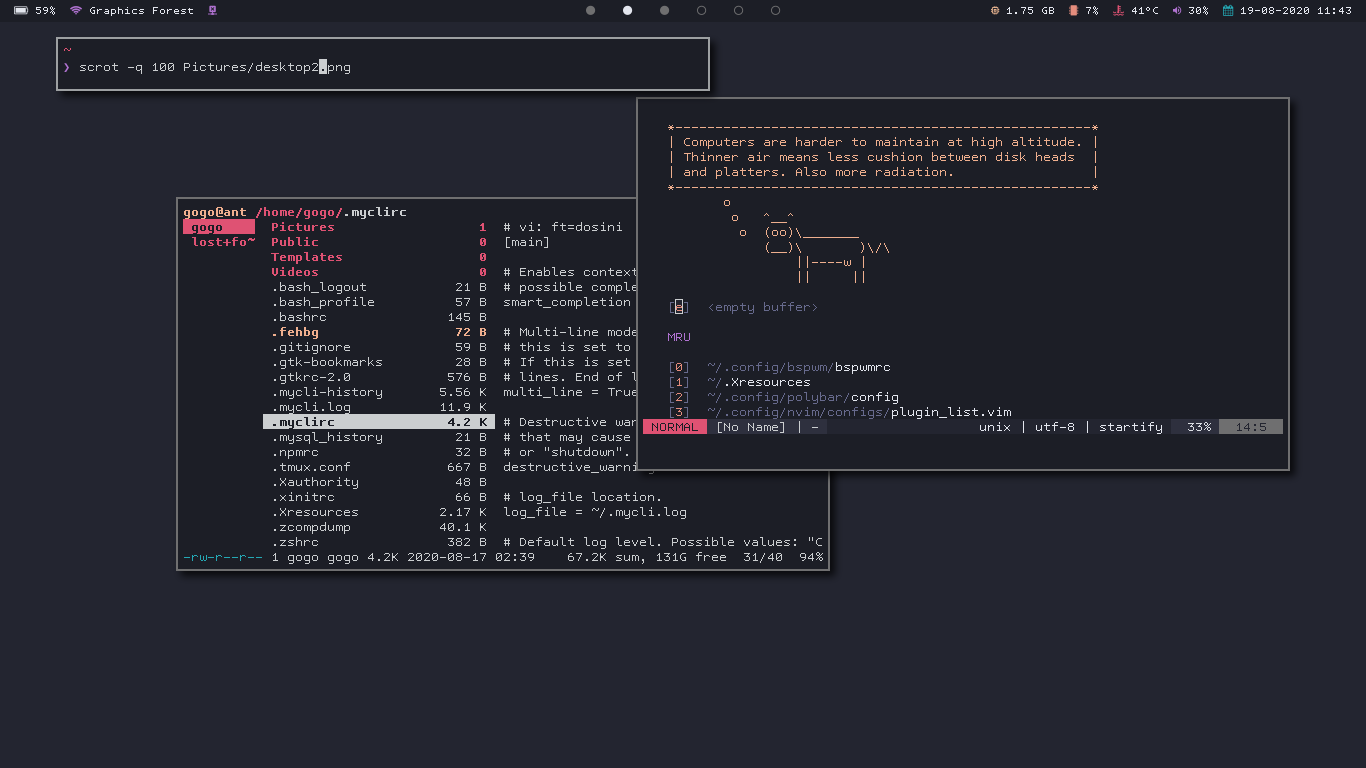 59% Graphics Forest 1.75 GB 7% 41°C 30% 19-08-2020 11:43
~
❯ scrot -q 100 Pictures/desktop2.png
*----------------------------------------------------*
| Computers are harder to maintain at high altitude. |
| Thinner air means less cushion between disk heads  |
| and platters. Also more radiation.                 |
*----------------------------------------------------*
       o
        o   ^__^
         o  (oo)\_______
            (__)\       )\/\
                ||----w |
                ||     ||
[e]  <empty buffer>
MRU
[0]  ~/.config/bspwm/bspwmrc
[1]  ~/.Xresources
[2]  ~/.config/polybar/config
[3]  ~/.config/nvim/configs/plugin_list.vim
NORMAL [No Name] | - unix | utf-8 | startify 33% 14:5
gogo@ant /home/gogo/.myclirc
gogo Pictures 1 # vi: ft=dosini
lost+fo~ Public 0 [main]
Templates 0
Videos 0 # Enables context
.bash_logout 21 B # possible comple
.bash_profile 57 B smart_completion
.bashrc 145 B
.fehbg 72 B # Multi-line mode
.gitignore 59 B # this is set to
.gtk-bookmarks 28 B # If this is set
.gtkrc-2.0 576 B # lines. End of l
.mycli-history 5.56 K multi_line = True
.mycli.log 11.9 K
.myclirc 4.2 K # Destructive war
.mysql_history 21 B # that may cause
.npmrc 32 B # or "shutdown".
.tmux.conf 667 B destructive_warni
.Xauthority 48 B
.xinitrc 66 B # log_file location.
.Xresources 2.17 K log_file = ~/.mycli.log
.zcompdump 40.1 K
.zshrc 382 B # Default log level. Possible values: "C
-rw-r--r-- 1 gogo gogo 4.2K 2020-08-17 02:39 67.2K sum, 131G free 31/40 94%